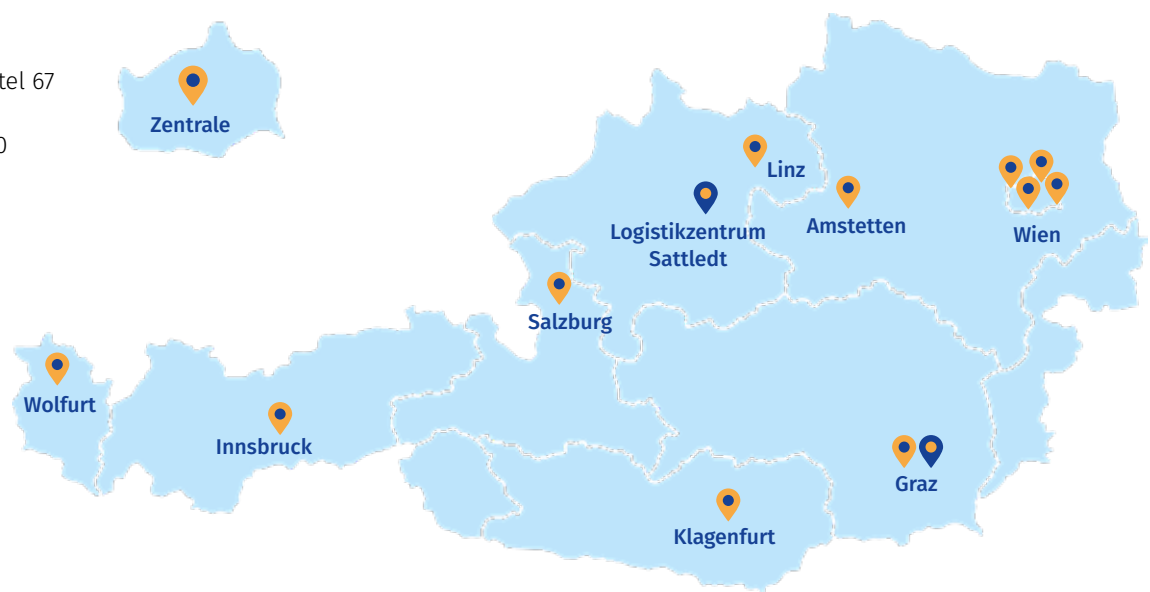 tel 67
Zentrale
0
Linz
Logistikzentrum
Sattledt
Amstetten
Wien
Salzburg
Wolfurt
Innsbruck
Graz
Klagenfurt